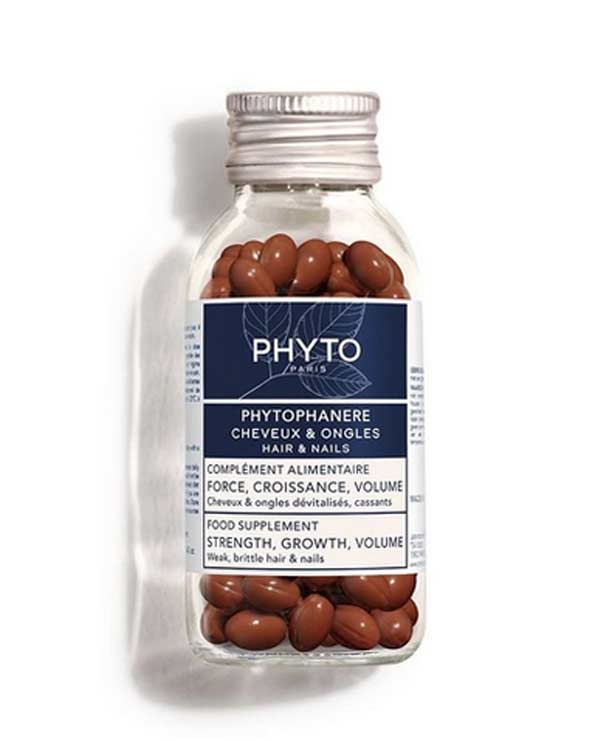 PHYTO
PARIS
PHYTOPHANERE
CHEVEUX & ONGLES
HAIR & NAILS
COMPLÉMENT ALIMENTAIRE
FORCE, CROISSANCE, VOLUME
Cheveux & ongles dévitalisés, cassants
FOOD SUPPLEMENT
STRENGTH, GROWTH, VOLUME
Weak, brittle hair & nails